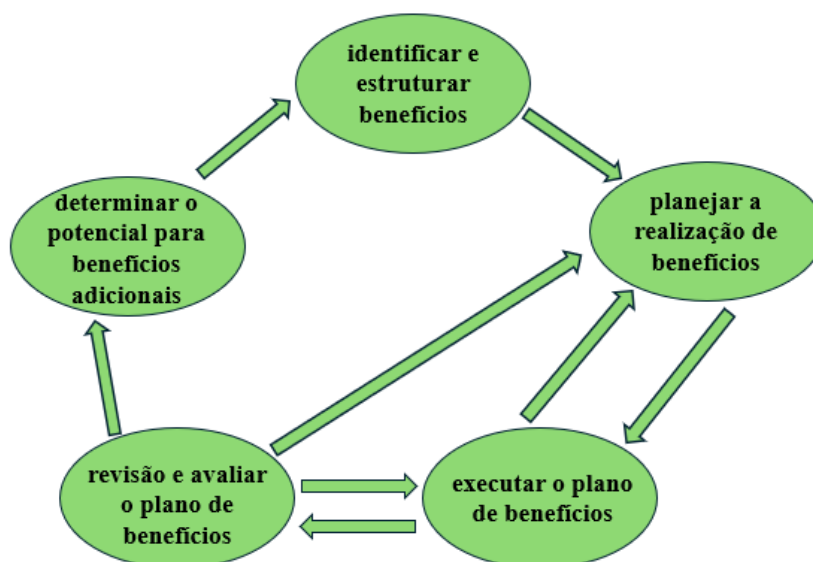 identificar e
estruturar
benefícios
planejar a
realização de
benefícios
determinar o
potencial para
benefícios
adicionais
revisão e avaliar
o plano de
benefícios
executar o plano
de benefícios